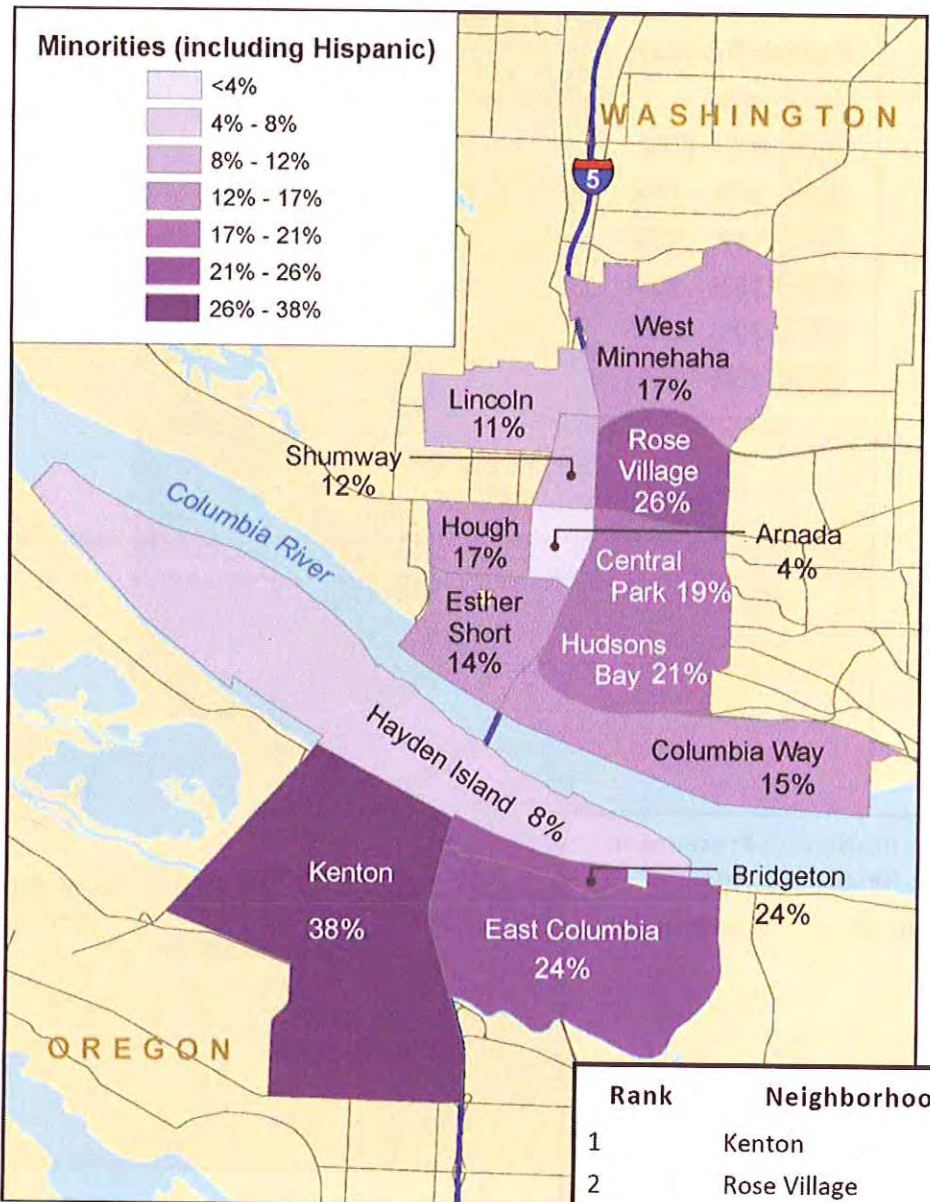 Minorities (including Hispanic)
<4%
4% - 8%
8% - 12%
12% - 17%
17% - 21%
21% - 26%
26% - 38%
WASHINGTON
5
West
Minnehaha
17%
Lincoln
11%
Shumway
12%
Rose
Village
26%
Columbia River
Hough
17%
Arnada
4%
Central
Park 19%
Esther
Short
14%
Hudsons
Bay 21%
Hayden Island 8%
Columbia Way
15%
Kenton
38%
Bridgeton
24%
East Columbia
24%
OREGON
Rank Neighborhoo
1 Kenton
2 Rose Village